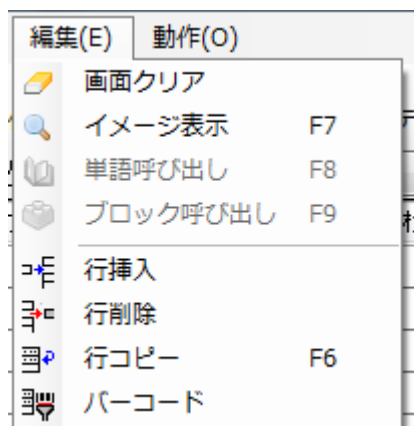 編集(E) 動作(O)
画面クリア
イメージ表示 F7
単語呼び出し F8
ブロック呼び出し F9
行挿入
行削除
行コピー F6
バーコード